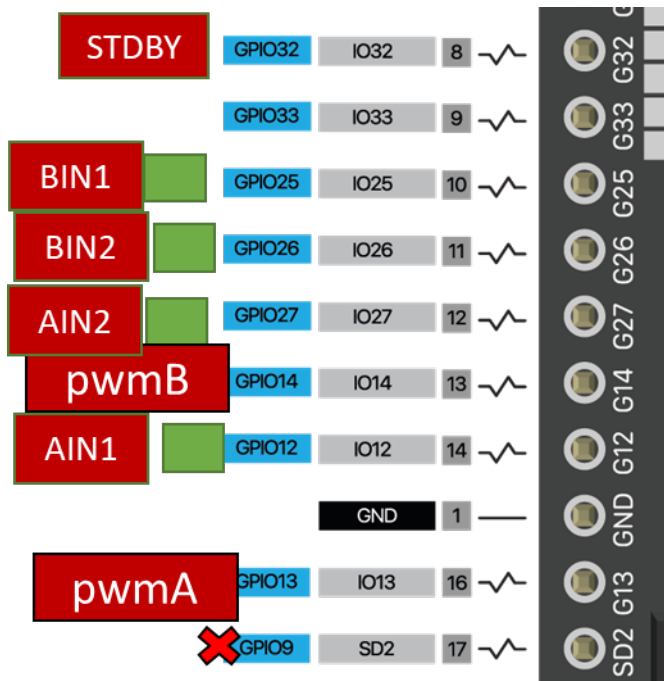 STDBY GPIO32 IO32 8 G32
GPIO33 IO33 9 G33
BIN1 GPIO25 IO25 10 G25
BIN2 GPIO26 IO26 11 G26
AIN2 GPIO27 IO27 12 G27
pwmB GPIO14 IO14 13 G14
AIN1 GPIO12 IO12 14 G12
GND 1 GND
pwmA GPIO13 IO13 16 G13
GPIO9 SD2 17 SD2